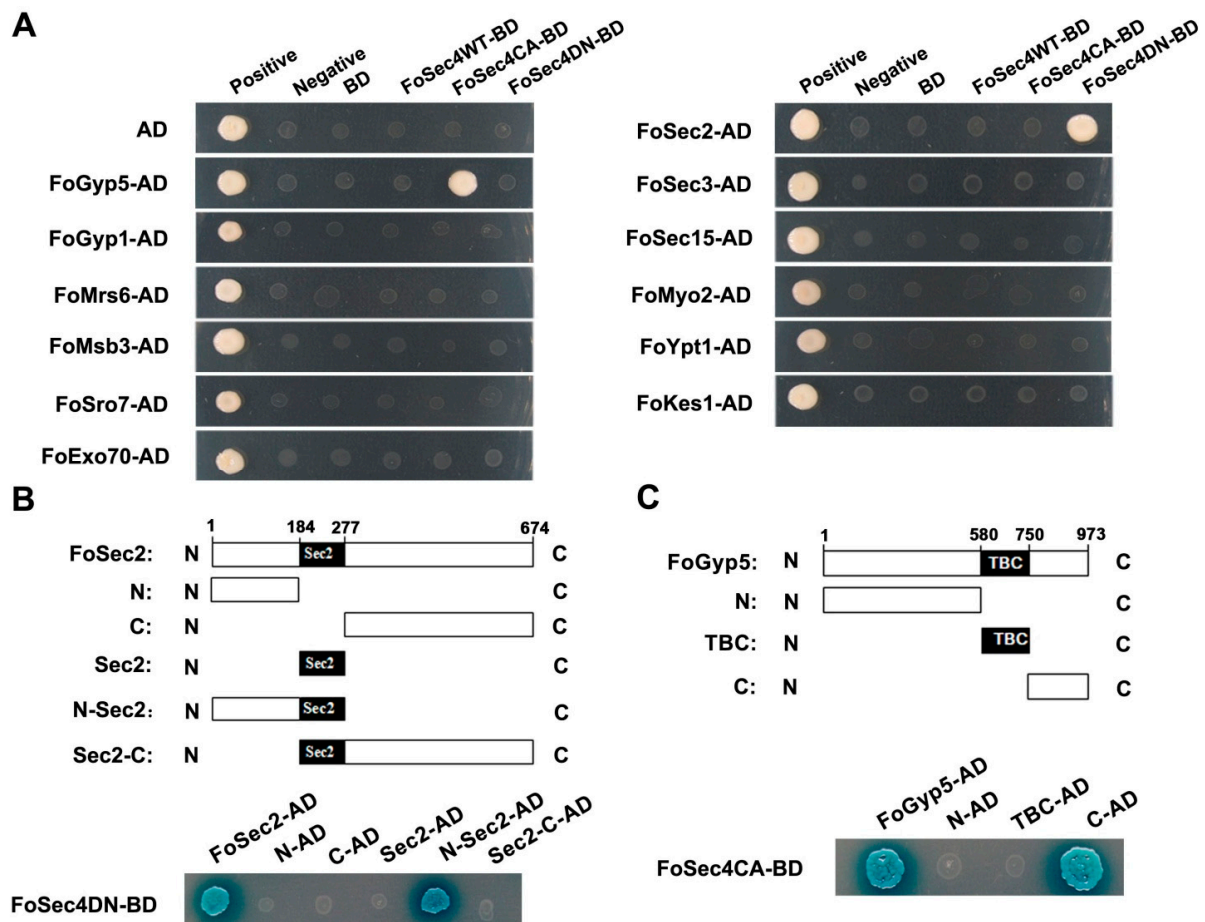 A
Positive Negative BD FoSec4WT-BD FoSec4CA-BD FoSec4DN-BD
AD
FoGyp5-AD
FoGyp1-AD
FoMrs6-AD
FoMsb3-AD
FoSro7-AD
FoExo70-AD
Positive Negative BD FoSec4WT-BD FoSec4CA-BD FoSec4DN-BD
FoSec2-AD
FoSec3-AD
FoSec15-AD
FoMyo2-AD
FoYpt1-AD
FoKes1-AD
B
1 184 277 674
FoSec2: N Sec2 C
N: N
C: N C
Sec2: N Sec2 C
N-Sec2: N Sec2 C
Sec2-C: N Sec2 C
FoSec2-AD N-AD C-AD Sec2-AD N-Sec2-AD Sec2-C-AD
FoSec4DN-BD
C
1 580 750 973
FoGyp5: N TBC C
N: N C
TBC: N TBC C
C: N C
FoGyp5-AD N-AD TBC-AD C-AD
FoSec4CA-BD